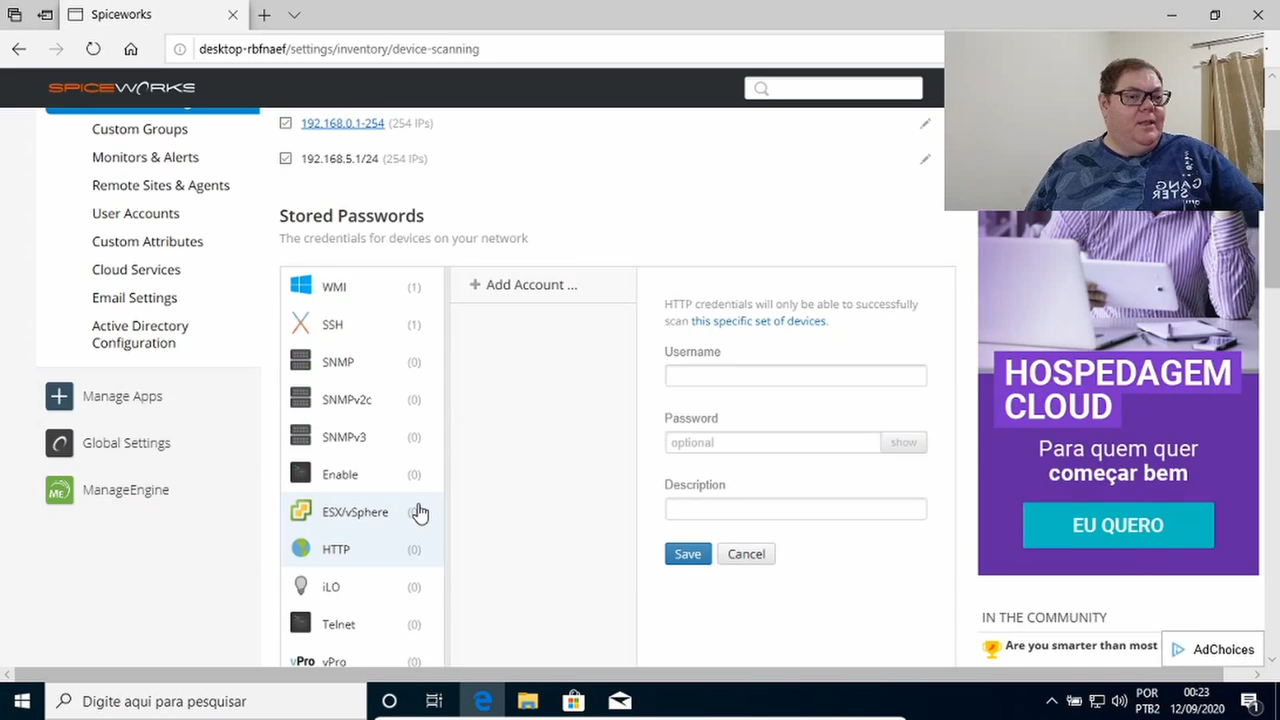 Spiceworks
desktop-rbfnaef/settings/inventory/device-scanning
SPICEWORKS
Custom Groups
Monitors & Alerts
Remote Sites & Agents
User Accounts
Custom Attributes
Cloud Services
Email Settings
Active Directory
Configuration
Manage Apps
Global Settings
ME
ManageEngine
192.168.0.1-254 (254 IPs)
192.168.5.1/24 (254 IPs)
Stored Passwords
The credentials for devices on your network
WMI (1)
SSH (1)
SNMP (0)
SNMPv2c (0)
SNMPv3 (0)
Enable (0)
ESX/vSphere
HTTP (0)
iLO (0)
Telnet (0)
vPro vPro (0)
+ Add Account ...
HTTP credentials will only be able to successfully
scan this specific set of devices.
Username
Password
optional show
Description
Save Cancel
HOSPEDAGEM
CLOUD
Para quem quer
começar bem
EU QUERO
IN THE COMMUNITY
Are you smarter than most
AdChoices
Digite aqui para pesquisar
POR
PTB2
00:23
12/09/2020